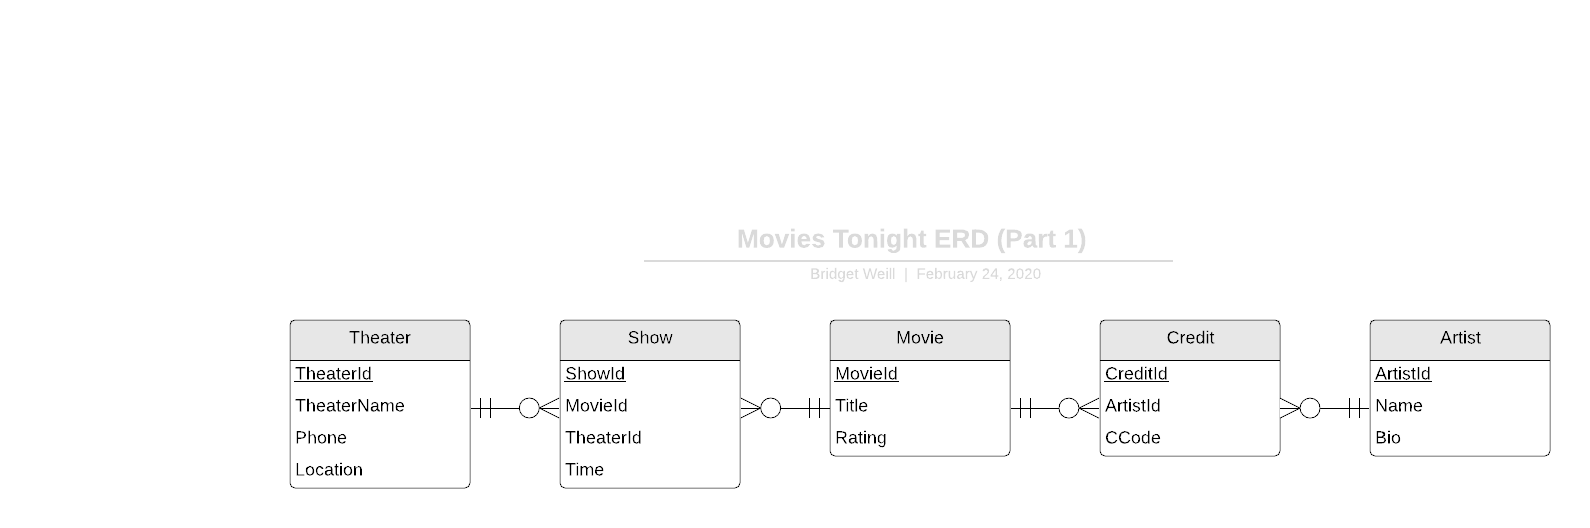 Movies Tonight ERD (Part 1)
Bridget Weill | February 24, 2020
Theater
TheaterId
TheaterName
Phone
Location
Show
ShowId
MovieId
TheaterId
Time
Movie
MovieId
Title
Rating
Credit
CreditId
ArtistId
CCode
Artist
ArtistId
Name
Bio